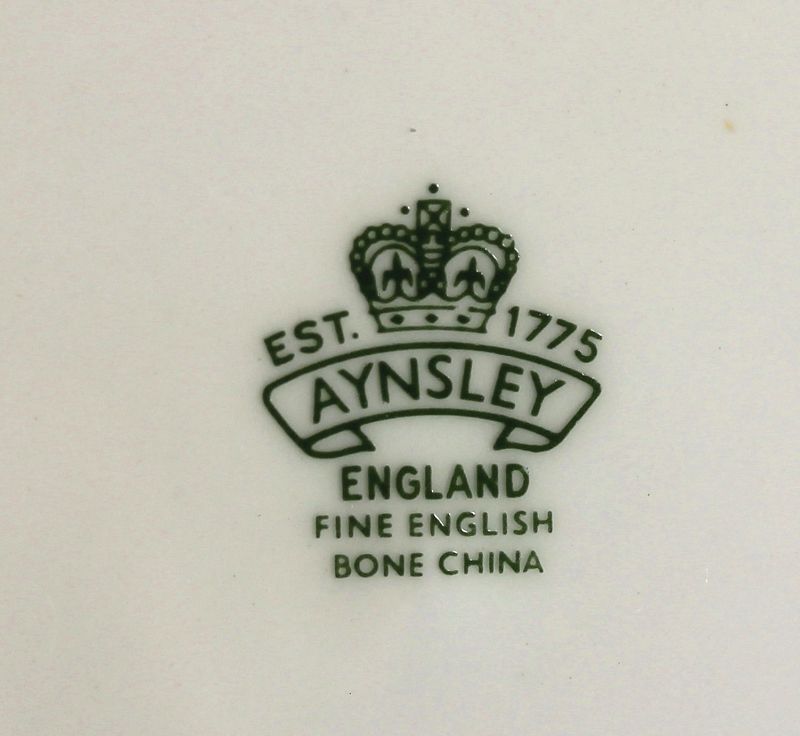 EST. 1775
AYNSLEY
ENGLAND
FINE ENGLISH
BONE CHINA